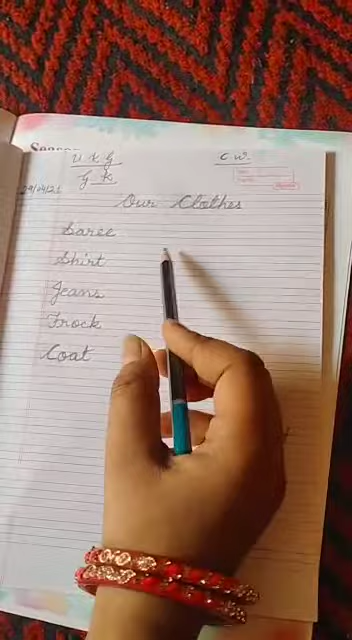 U K G
C.W.
G K
29/04/21
Our Clothes
Saree
Shirt
Jeans
Frock
Coat